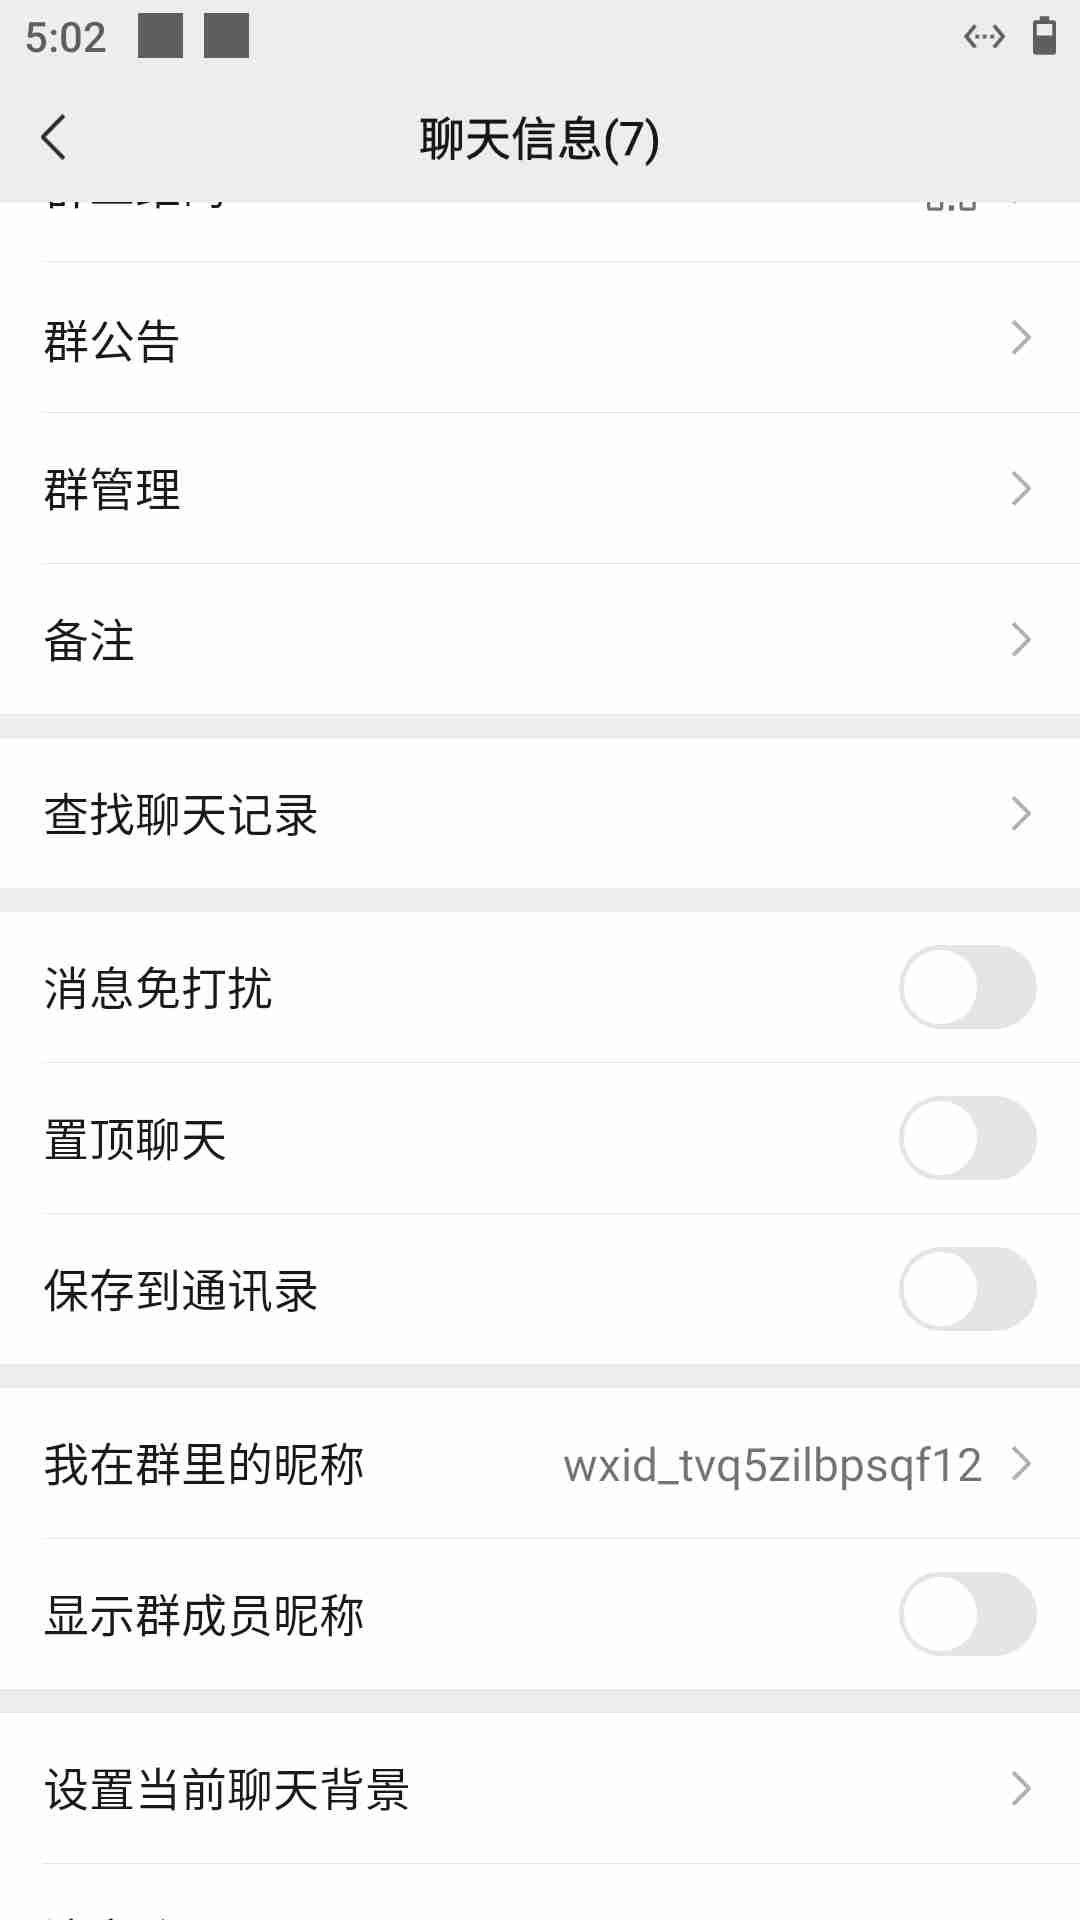 5:02
聊天信息(7)
群公告
群管理
备注
查找聊天记录
消息免打扰
置顶聊天
保存到通讯录
我在群里的昵称 wxid_tvq5zilbpsqf12
显示群成员昵称
设置当前聊天背景